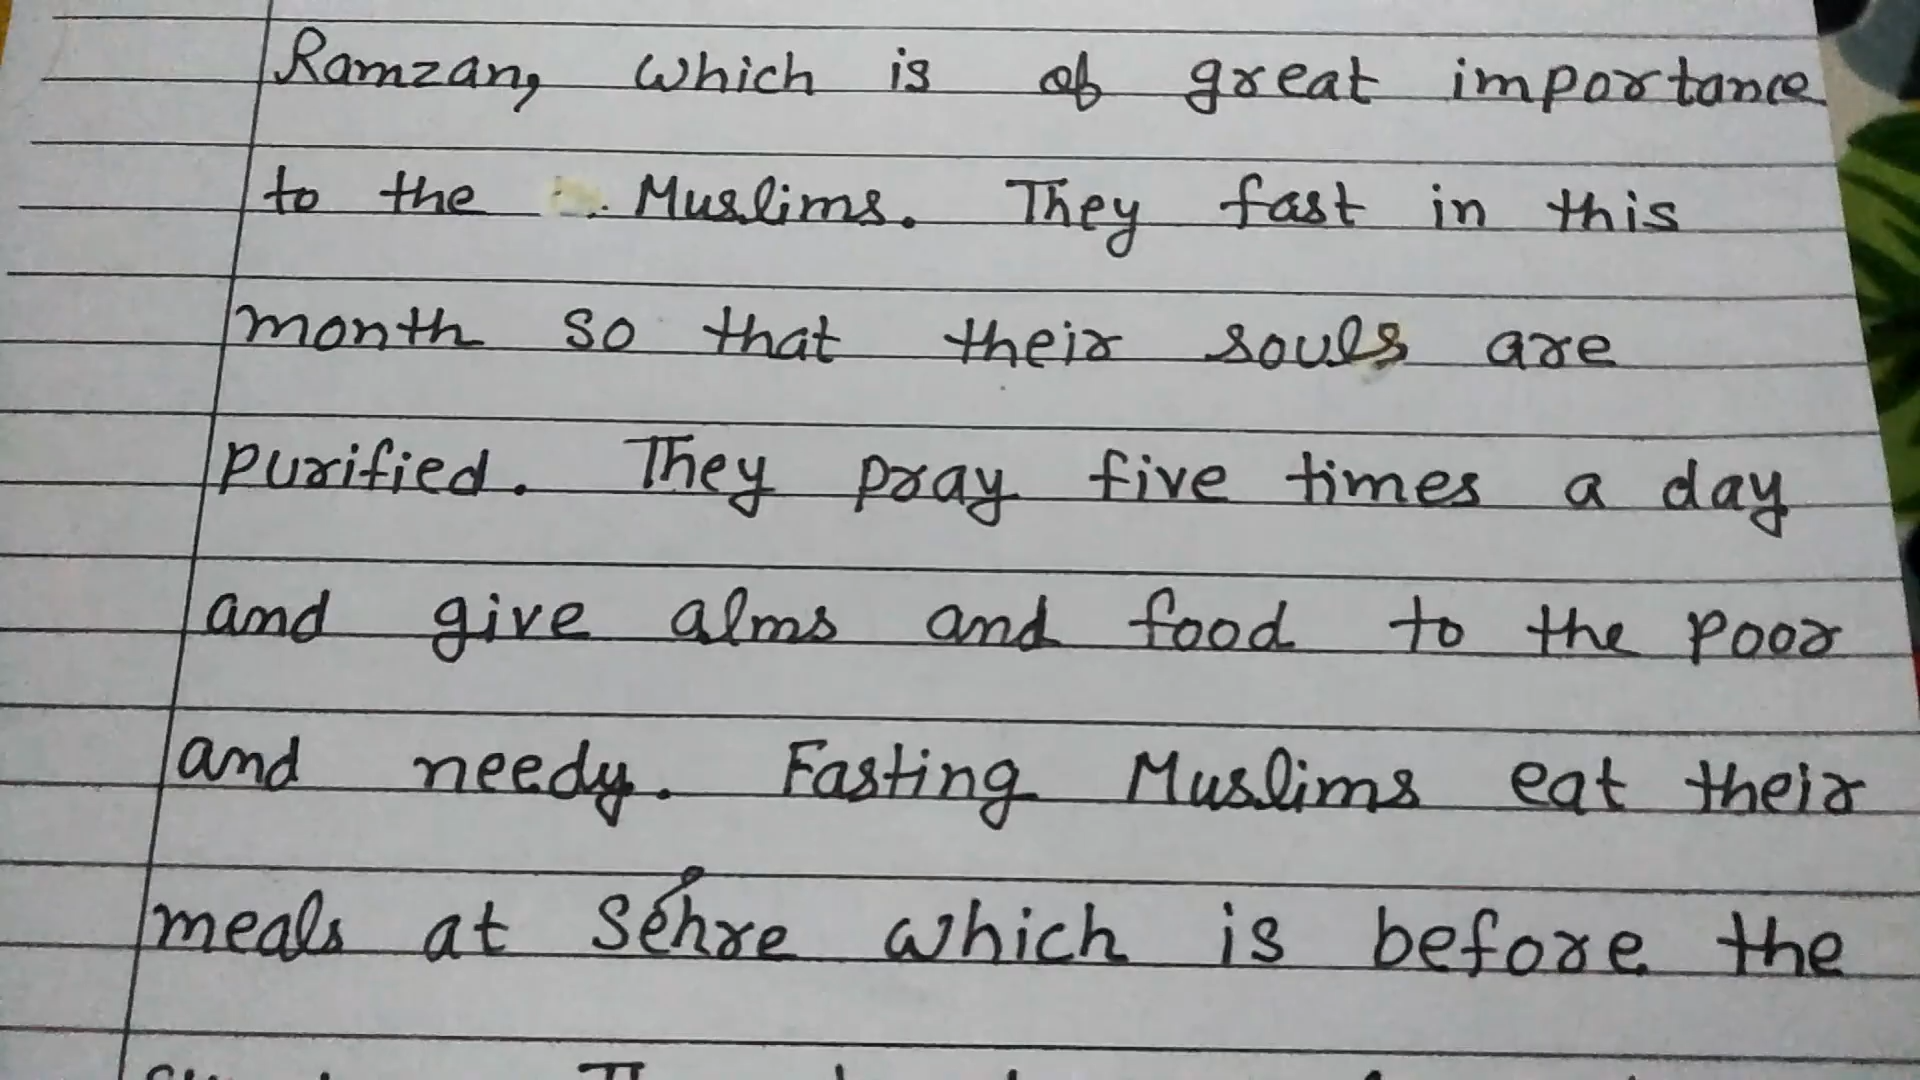 Ramzan, which is of great importance
to the Muslims. They fast in this
month so that their souls are
purified. They pray five times a day
and give alms and food to the poor
and needy. Fasting Muslims eat their
meals at Sehre which is before the